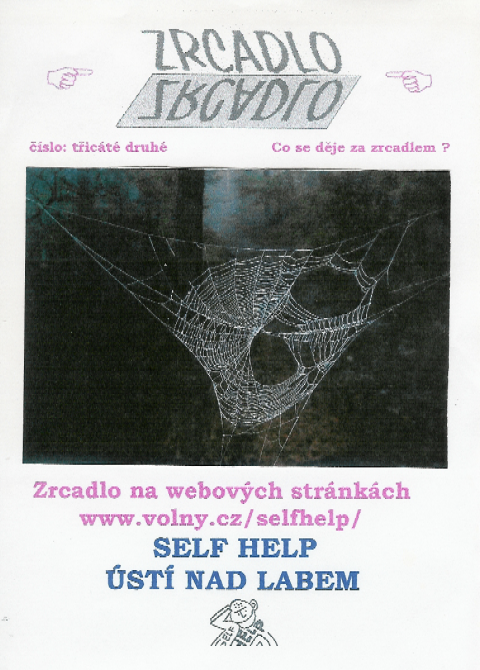 ZRCADLO
ZRCADLO
číslo: třicáté druhé
Co se děje za zrcadlem ?
Zrcadlo na webových stránkách
www.volny.cz/selfhelp/
SELF HELP
ÚSTÍ NAD LABEM